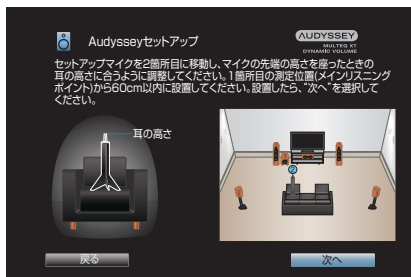 Audysseyセットアップ
AUDYSSEY
MULTEQ XT
DYNAMIC VOLUME
セットアップマイクを2箇所目に移動し、マイクの先端の高さを座ったときの
耳の高さに合うように調整してください。1箇所目の測定位置(メインリスニング
ポイント)から60cm以内に設置してください。設置したら、"次へ"を選択して
ください。
耳の高さ
戻る
次へ